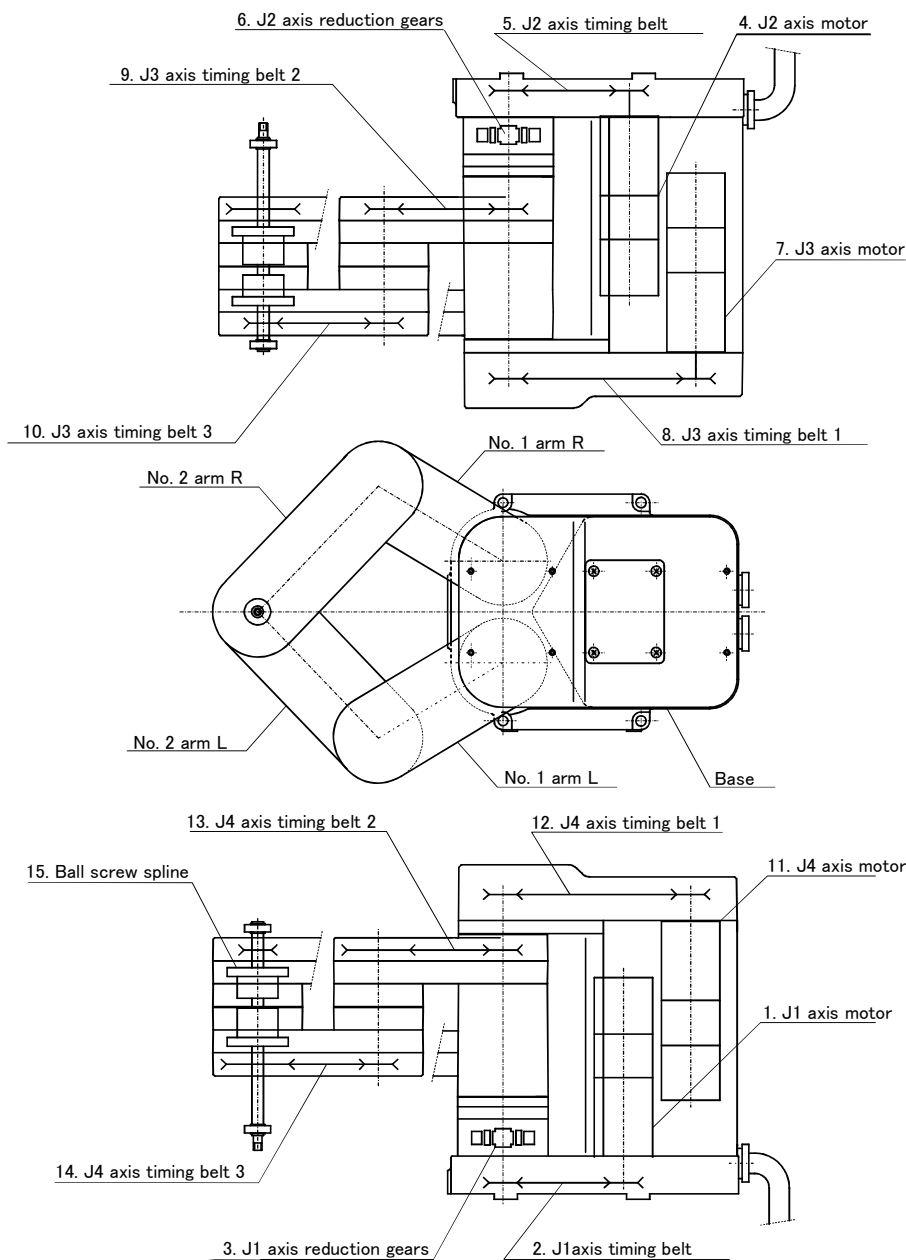 6. J2 axis reduction gears
5. J2 axis timing belt
4. J2 axis motor
9. J3 axis timing belt 2
7. J3 axis motor
10. J3 axis timing belt 3
8. J3 axis timing belt 1
No. 1 arm R
No. 2 arm R
No. 2 arm L
No. 1 arm L
Base
13. J4 axis timing belt 2
12. J4 axis timing belt 1
15. Ball screw spline
11. J4 axis motor
1. J1 axis motor
14. J4 axis timing belt 3
3. J1 axis reduction gears
2. J1axis timing belt